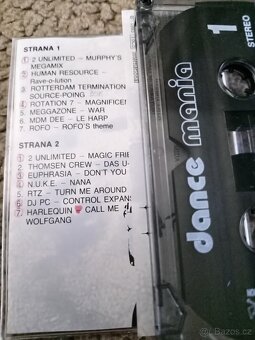 STRANA 1
① 2 UNLIMITED – MURPHY'S
MEGAMIX
2 HUMAN RESOURCE –
Rave-o-lution
3. ROTTERDAM TERMINATION
SOURCE-POING
4. ROTATION 7 – MAGNIFICE
5. MEGGAZONE – WAR
6. MDM DEE – LE HARP
7. ROFO – ROFO'S theme
STRANA 2
① 2 UNLIMITED – MAGIC FRIE
2. THOMSEN CREW – DAS U
3. EUPHRASIA – DON'T YOU
4. N.U.K.E. – NANA
5. RTZ – TURN ME AROUND
6. DJ PC – CONTROL EXPANS
7. HARLEQUIN CALL ME
WOLFGANG
dance mania
1
STEREO
Bazos.cz